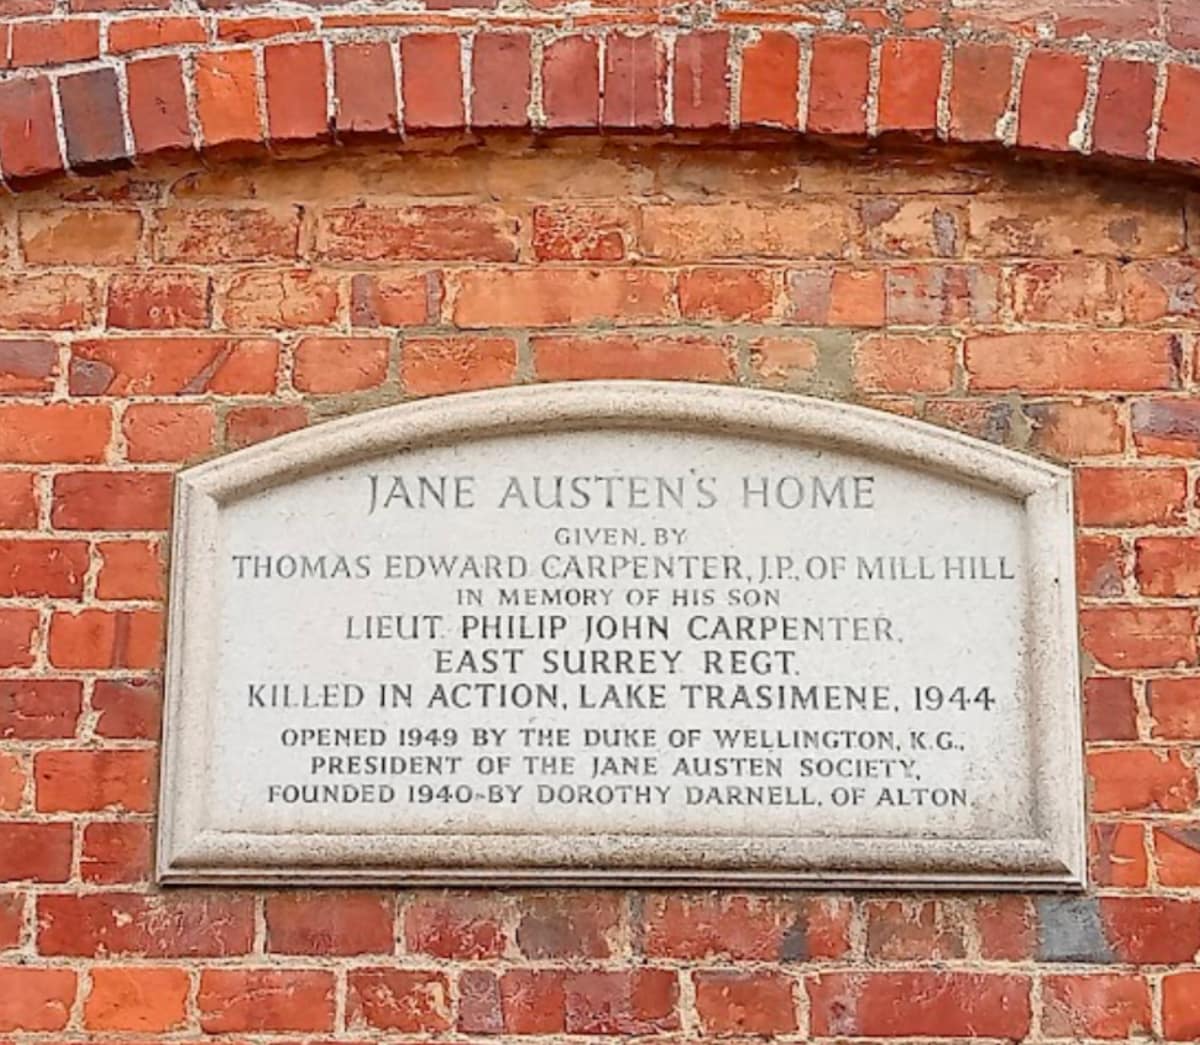 JANE AUSTEN'S HOME
GIVEN BY
THOMAS EDWARD CARPENTER, J.P., OF MILL HILL
IN MEMORY OF HIS SON
LIEUT. PHILIP JOHN CARPENTER,
EAST SURREY REGT.
KILLED IN ACTION, LAKE TRASIMENE, 1944
OPENED 1949 BY THE DUKE OF WELLINGTON, K.G.,
PRESIDENT OF THE JANE AUSTEN SOCIETY,
FOUNDED 1940 BY DOROTHY DARNELL, OF ALTON.